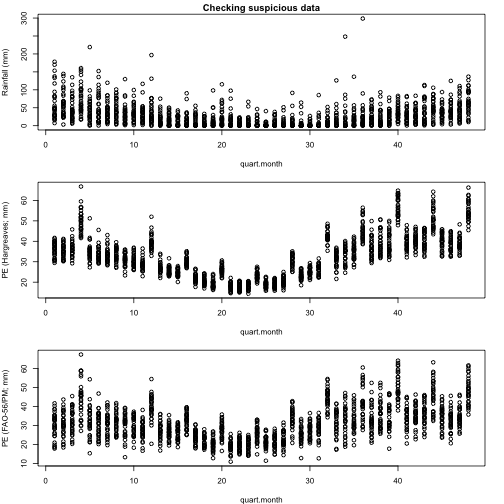 Checking suspicious data
Rainfall (mm)
300
250
200
150
100
50
0
0 10 20 30 40
quart.month
PE (Hargreaves; mm)
60
50
40
30
20
0 10 20 30 40
quart.month
PE (FAO-56/PM; mm)
60
50
40
30
20
10
0 10 20 30 40
quart.month